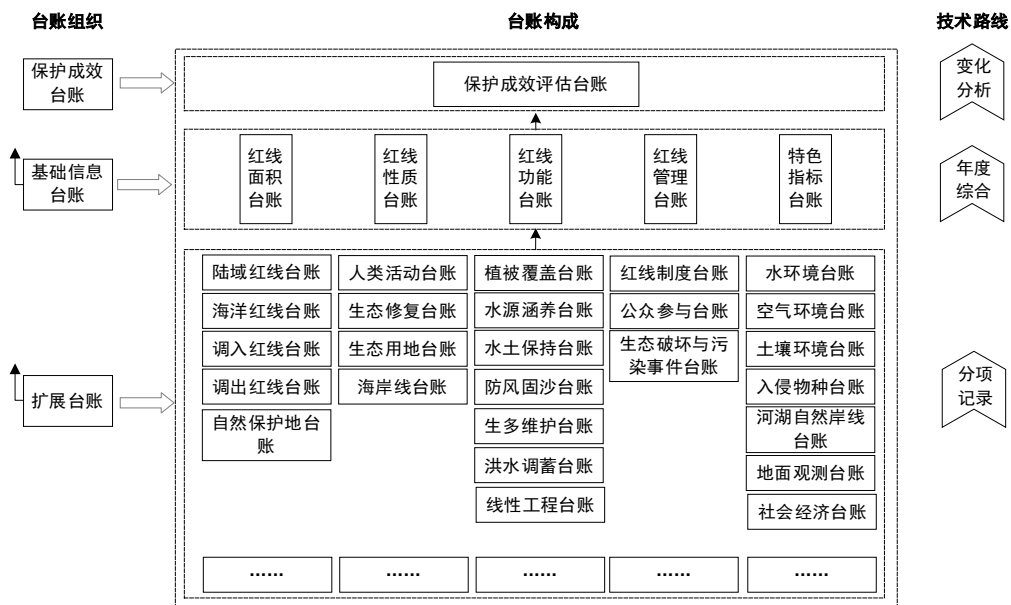 台账组织
台账构成
技术路线
保护成效
台账
保护成效评估台账
变化
分析
基础信息
台账
红线
面积
台账
红线
性质
台账
红线
功能
台账
红线
管理
台账
特色
指标
台账
年度
综合
扩展台账
陆域红线台账
海洋红线台账
调入红线台账
调出红线台账
自然保护地台
账
……
人类活动台账
生态修复台账
生态用地台账
海岸线台账
……
植被覆盖台账
水源涵养台账
水土保持台账
防风固沙台账
生多维护台账
洪水调蓄台账
线性工程台账
……
红线制度台账
公众参与台账
生态破坏与污
染事件台账
……
水环境台账
空气环境台账
土壤环境台账
入侵物种台账
河湖自然岸线
台账
地面观测台账
社会经济台账
……
分项
记录